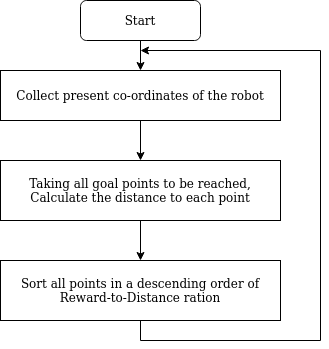 Start
Collect present co-ordinates of the robot
Taking all goal points to be reached,
Calculate the distance to each point
Sort all points in a descending order of
Reward-to-Distance ration